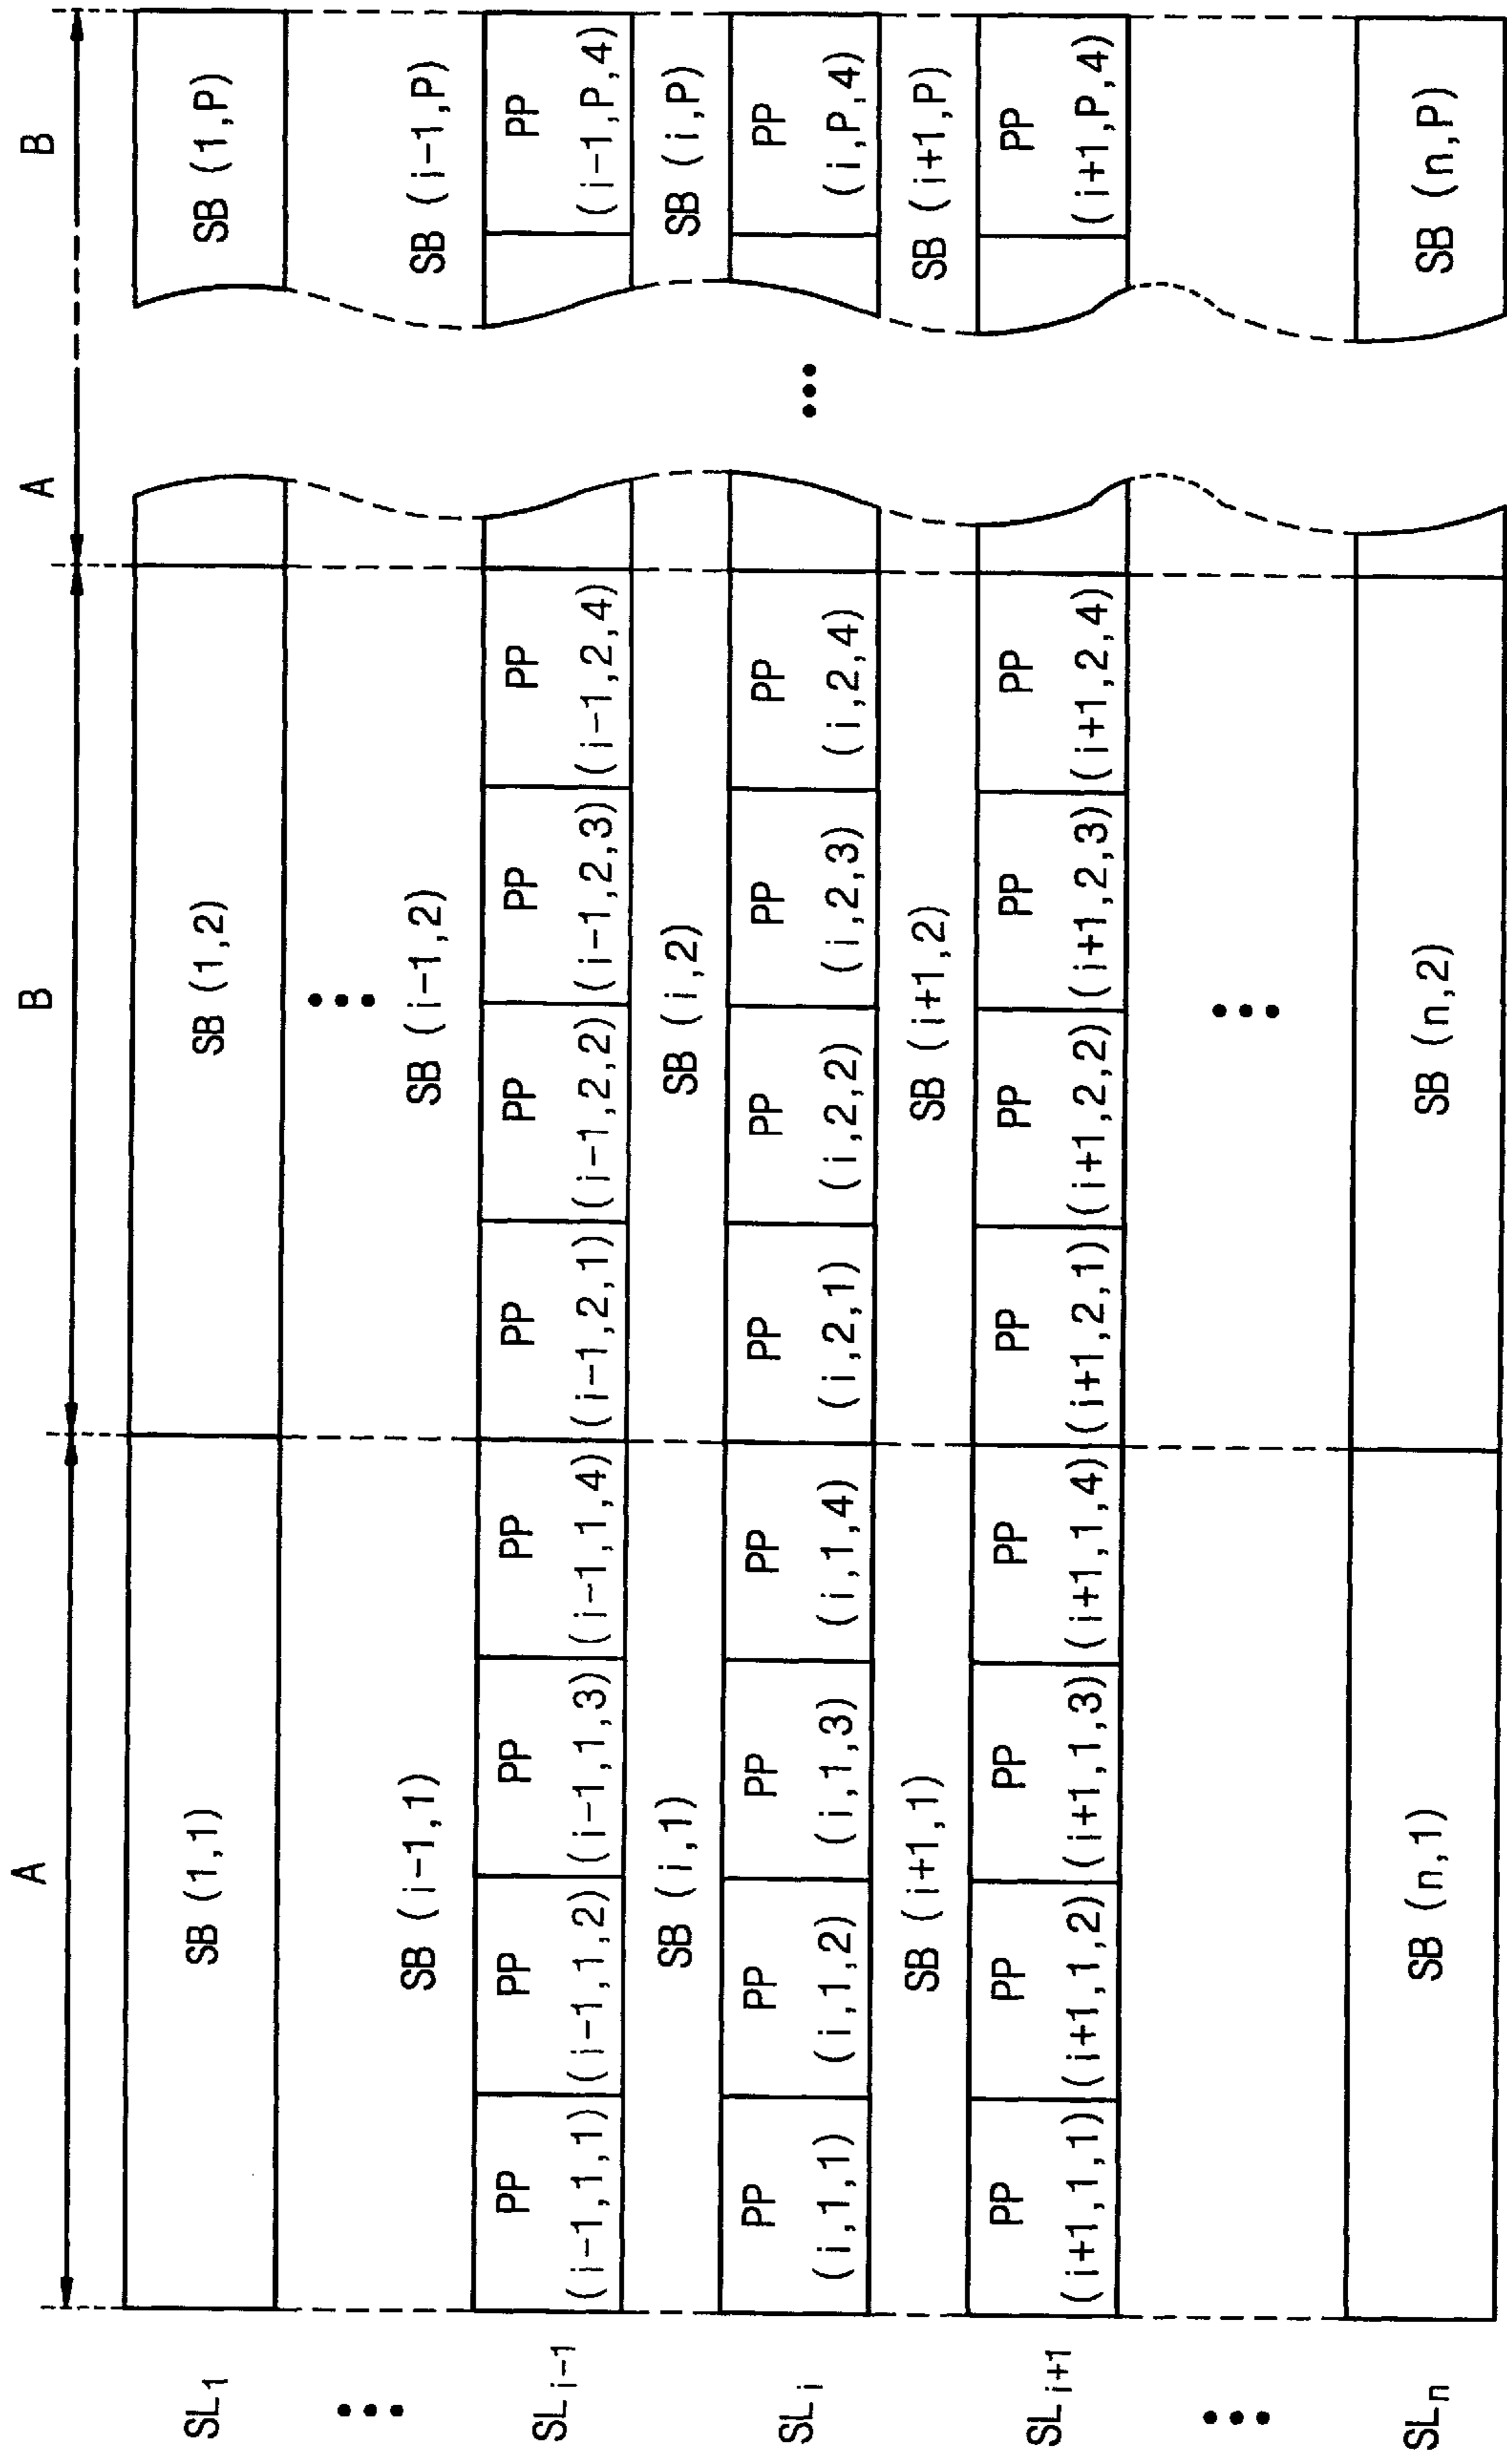 A B A B
SL1 SB (1,1) SB (1,2) SB (1,P)
SB (i-1,1) SB (i-1,2) SB (i-1,P)
SLi-1 PP PP PP PP PP PP PP PP PP
(i-1,1,1) (i-1,1,2) (i-1,1,3) (i-1,1,4) (i-1,2,1) (i-1,2,2) (i-1,2,3) (i-1,2,4) (i-1,P,4)
SB (i,1) SB (i,2) SB (i,P)
SLi PP PP PP PP PP PP PP PP PP
(i,1,1) (i,1,2) (i,1,3) (i,1,4) (i,2,1) (i,2,2) (i,2,3) (i,2,4) (i,P,4)
SB (i+1,1) SB (i+1,2) SB (i+1,P)
SLi+1 PP PP PP PP PP PP PP PP PP
(i+1,1,1) (i+1,1,2) (i+1,1,3) (i+1,1,4) (i+1,2,1) (i+1,2,2) (i+1,2,3) (i+1,2,4) (i+1,P,4)
SLn SB (n,1) SB (n,2) SB (n,P)